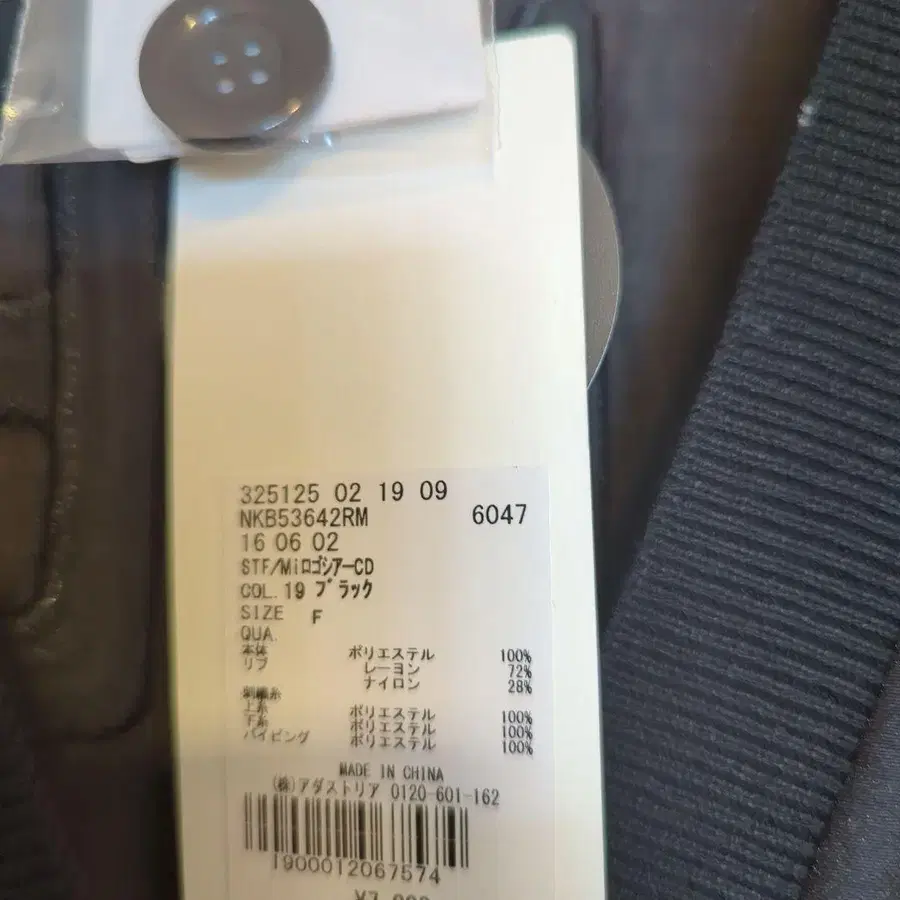 325125 02 19 09
NKB53642RM 6047
16 06 02
STF/MiロゴシアーCD
COL.19 ブラック
SIZE F
QUA.
本体 ポリエステル 100%
リブ レーヨン 72%
ナイロン 28%
刺繍糸
上糸 ポリエステル 100%
下糸 ポリエステル 100%
パイピング ポリエステル 100%
MADE IN CHINA
(株)アダストリア 0120-601-162
1900012067574